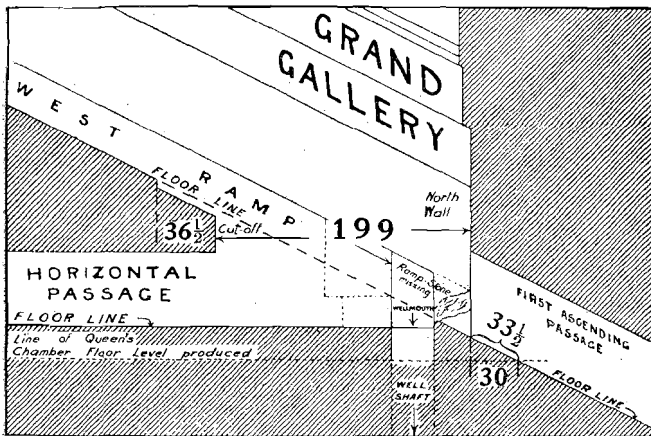 GRAND
GALLERY
WEST RAMP
FLOOR LINE
North
Wall
36½
Cut-off
199
Ramp-Stone
missing
HORIZONTAL
PASSAGE
FIRST ASCENDING
PASSAGE
WELLMOUTH
33½
FLOOR LINE
Line of Queen's
Chamber Floor Level produced
30
WELL
SHAFT
FLOOR LINE